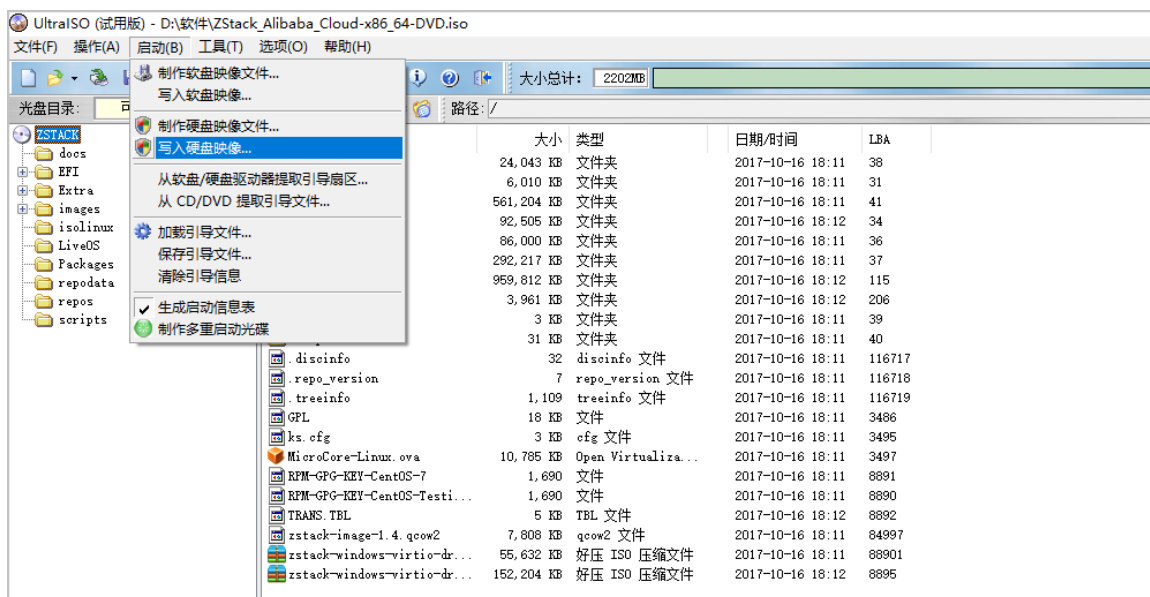 UltraISO (试用版) - D:\软件\ZStack_Alibaba_Cloud-x86_64-DVD.iso
文件(F) 操作(A) 启动(B) 工具(T) 选项(O) 帮助(H)
大小总计: 2202MB
光盘目录: 路径: /
制作软盘映像文件...
写入软盘映像...
制作硬盘映像文件...
写入硬盘映像...
从软盘/硬盘驱动器提取引导扇区...
从 CD/DVD 提取引导文件...
加载引导文件...
保存引导文件...
清除引导信息
生成启动信息表
制作多重启动光碟
ZSTACK
docs
EFI
Extra
images
isolinux
LiveOS
Packages
repodata
repos
scripts
大小 类型 日期/时间 LBA
24,043 KB 文件夹 2017-10-16 18:11 38
6,010 KB 文件夹 2017-10-16 18:11 31
561,204 KB 文件夹 2017-10-16 18:11 41
92,505 KB 文件夹 2017-10-16 18:12 34
86,000 KB 文件夹 2017-10-16 18:11 36
292,217 KB 文件夹 2017-10-16 18:11 37
959,812 KB 文件夹 2017-10-16 18:12 115
3,961 KB 文件夹 2017-10-16 18:12 206
3 KB 文件夹 2017-10-16 18:11 39
31 KB 文件夹 2017-10-16 18:11 40
.discinfo 32 discinfo 文件 2017-10-16 18:11 116717
.repo_version 7 repo_version 文件 2017-10-16 18:11 116718
.treeinfo 1,109 treeinfo 文件 2017-10-16 18:11 116719
GPL 18 KB 文件 2017-10-16 18:11 3486
ks.cfg 3 KB cfg 文件 2017-10-16 18:11 3495
MicroCore-Linux.ova 10,785 KB Open Virtualiza... 2017-10-16 18:11 3497
RPM-GPG-KEY-CentOS-7 1,690 文件 2017-10-16 18:11 8891
RPM-GPG-KEY-CentOS-Testi... 1,690 文件 2017-10-16 18:11 8890
TRANS.TBL 5 KB TBL 文件 2017-10-16 18:12 8892
zstack-image-1.4.qcow2 7,808 KB qcow2 文件 2017-10-16 18:11 84997
zstack-windows-virtio-dr... 55,632 KB 好压 ISO 压缩文件 2017-10-16 18:11 88901
zstack-windows-virtio-dr... 152,204 KB 好压 ISO 压缩文件 2017-10-16 18:12 8895